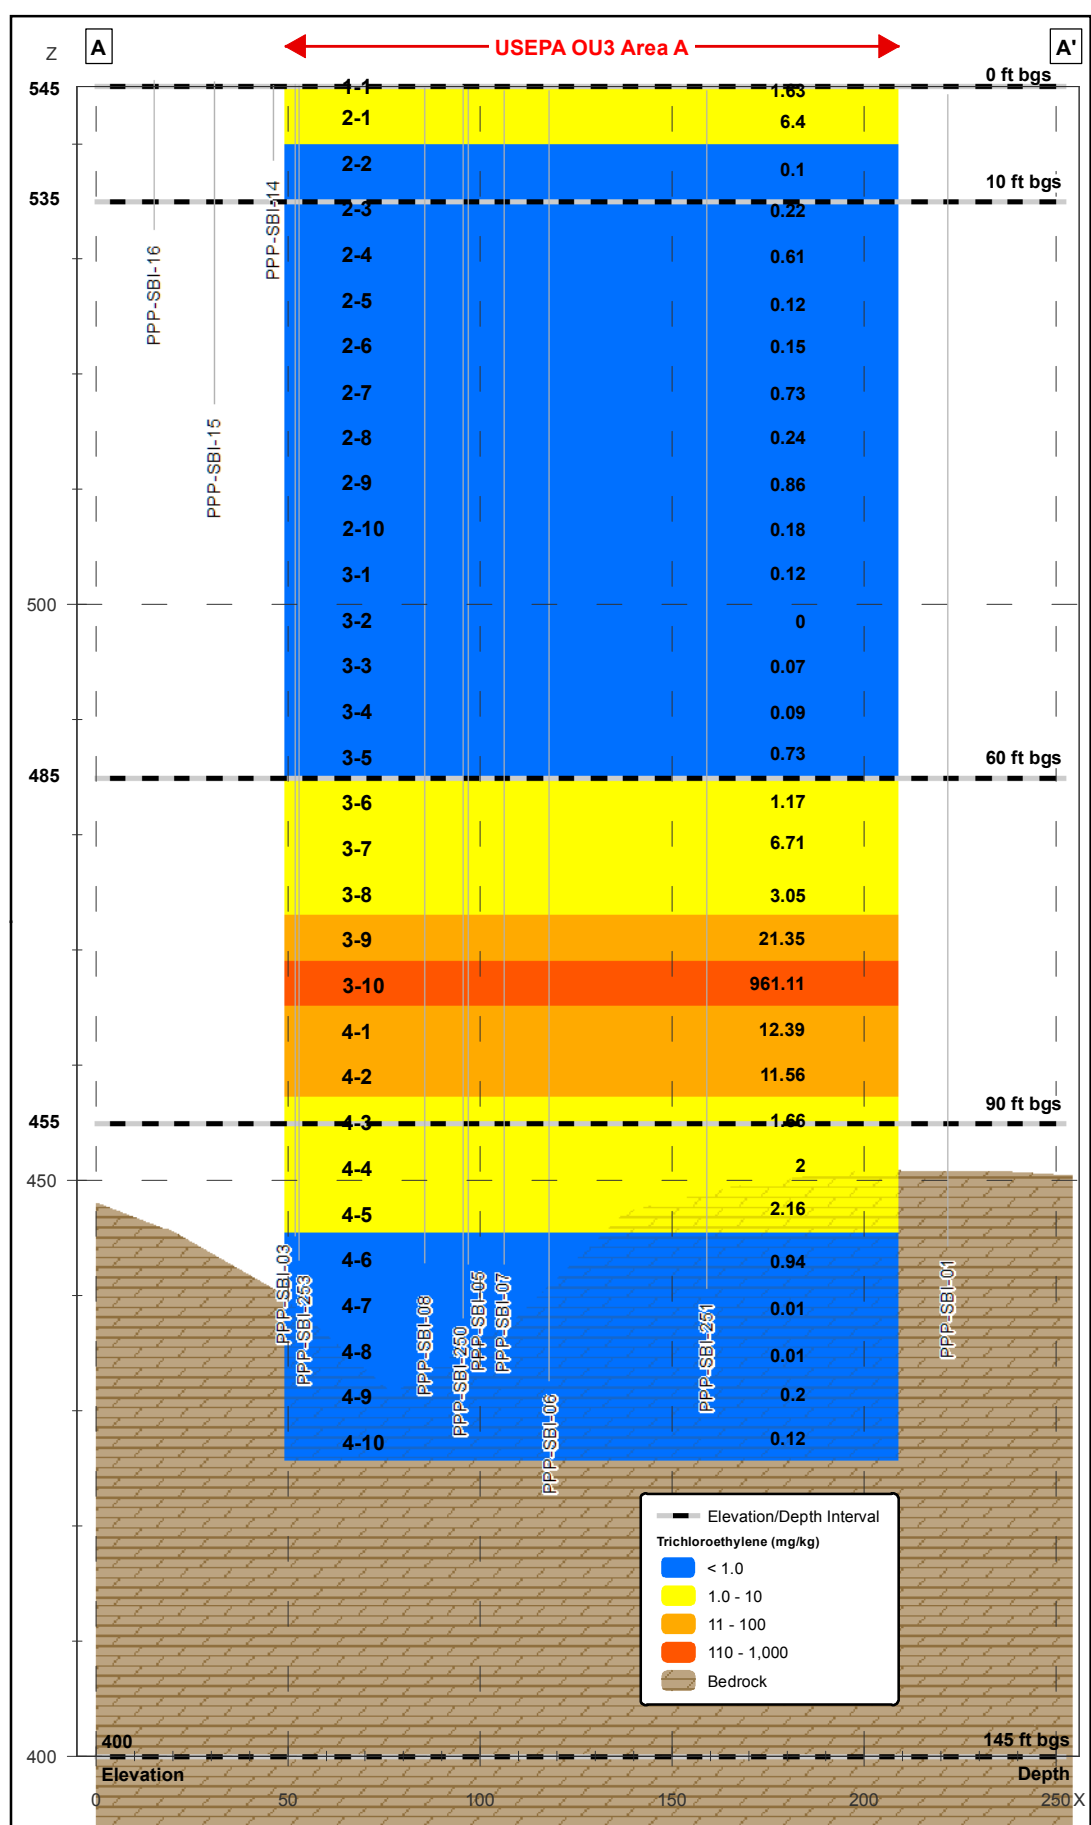 Z
A
USEPA OU3 Area A
A'
545
1-1
1.63
0 ft bgs
2-1
6.4
2-2
0.1
10 ft bgs
535
2-3
0.22
2-4
0.61
2-5
0.12
2-6
0.15
2-7
0.73
2-8
0.24
2-9
0.86
2-10
0.18
3-1
0.12
500
3-2
0
3-3
0.07
3-4
0.09
3-5
0.73
60 ft bgs
485
3-6
1.17
3-7
6.71
3-8
3.05
3-9
21.35
3-10
961.11
4-1
12.39
4-2
11.56
90 ft bgs
455
4-3
1.66
4-4
2
450
4-5
2.16
4-6
0.94
4-7
0.01
4-8
0.01
4-9
0.2
4-10
0.12
PPP-SBI-16
PPP-SBI-15
PPP-SBI-14
PPP-SBI-03
PPP-SBI-253
PPP-SBI-08
PPP-SBI-250
PPP-SBI-05
PPP-SBI-07
PPP-SBI-06
PPP-SBI-251
PPP-SBI-01
Elevation/Depth Interval
Trichloroethylene (mg/kg)
< 1.0
1.0 - 10
11 - 100
110 - 1,000
Bedrock
400
400
145 ft bgs
Elevation
Depth
0
50
100
150
200
250
X